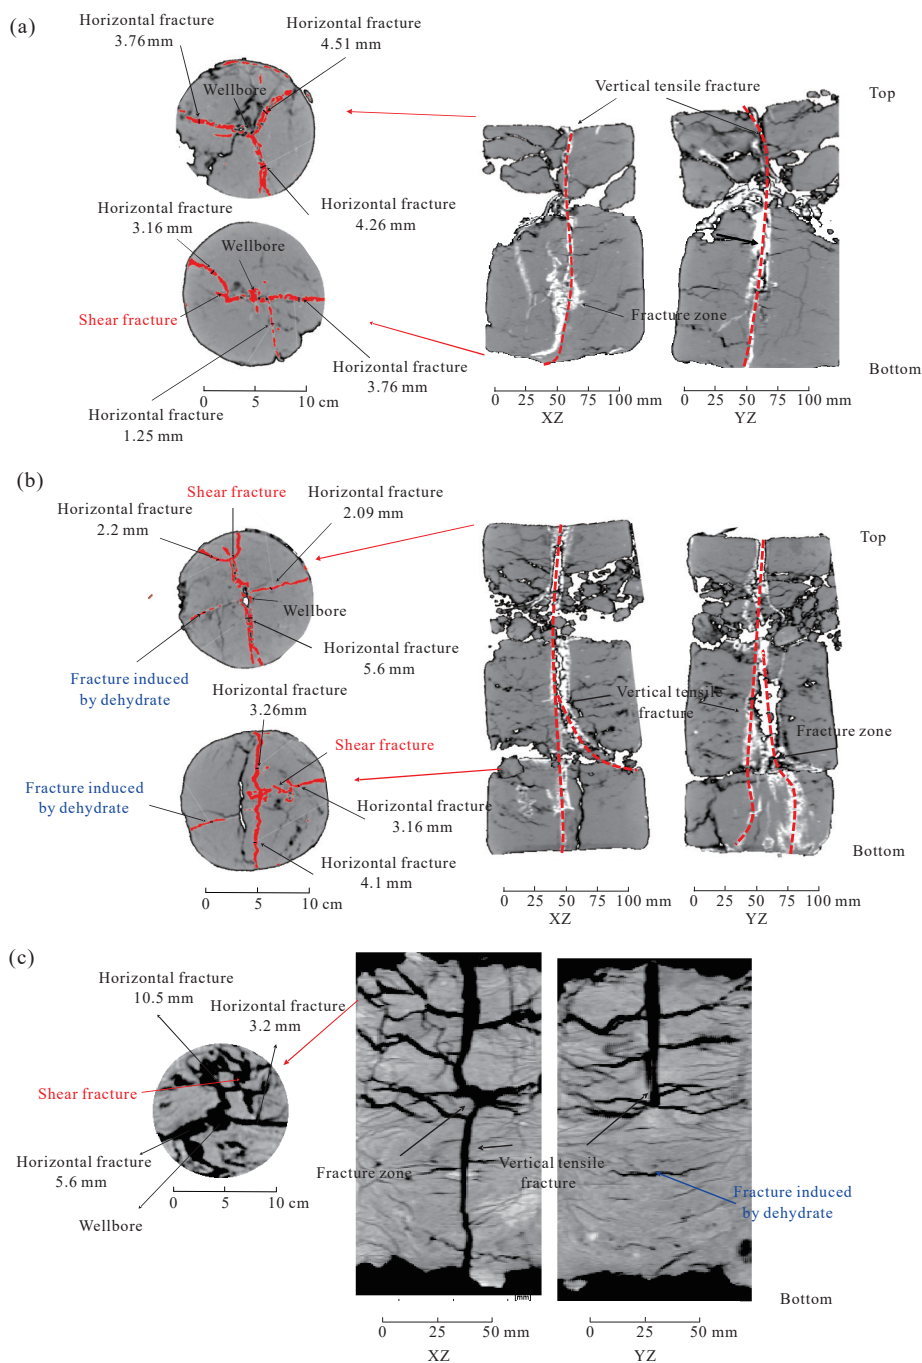 (a)
Horizontal fracture
3.76 mm
Horizontal fracture
4.51 mm
Wellbore
Vertical tensile fracture
Top
Horizontal fracture
3.16 mm
Horizontal fracture
4.26 mm
Wellbore
Shear fracture
Fracture zone
Horizontal fracture
3.76 mm
Bottom
0 5 10 cm
Horizontal fracture
1.25 mm
0 25 50 75 100 mm
XZ
0 25 50 75 100 mm
YZ
(b)
Shear fracture
Horizontal fracture
2.2 mm
Horizontal fracture
2.09 mm
Top
Wellbore
Horizontal fracture
5.6 mm
Fracture induced
by dehydrate
Horizontal fracture
3.26mm
Vertical tensile
fracture
Shear fracture
Fracture zone
Fracture induced
by dehydrate
Horizontal fracture
3.16 mm
Horizontal fracture
4.1 mm
Bottom
0 5 10 cm
0 25 50 75 100 mm
XZ
0 25 50 75 100 mm
YZ
(c)
Horizontal fracture
10.5 mm
Horizontal fracture
3.2 mm
Shear fracture
Horizontal fracture
5.6 mm
Fracture zone
Vertical tensile
fracture
0 5 10 cm
Wellbore
Fracture induced
by dehydrate
[mm]
Bottom
0 25 50 mm
XZ
0 25 50 mm
YZ